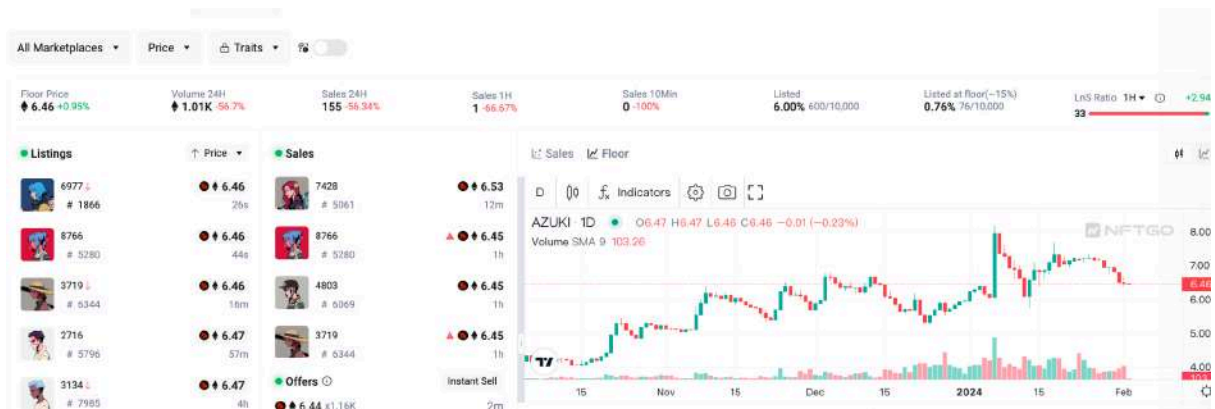 All Marketplaces Price Traits
Floor Price Volume 24H Sales 24H Sales 1H Sales 10Min Listed Listed at floor(-15%) LnS Ratio 1H +2.94
6.46 +0.95% 1.01K -56.7% 155 -56.34% 1 -66.67% 0 -100% 6.00% 600/10,000 0.76% 76/10,000 33
Listings Price
6977 6.46
# 1866 26s
8766 6.46
# 5280 44s
3719 6.46
# 6344 16m
2716 6.47
# 5796 57m
3134 6.47
# 7985 4h
Sales
7428 6.53
# 5061 12m
8766 6.45
# 5280 1h
4803 6.45
# 6069 1h
3719 6.45
# 6344 1h
Offers Instant Sell
6.44 x1.16K 2m
Sales Floor
D Indicators
AZUKI 1D O6.47 H6.47 L6.46 C6.46 -0.01 (-0.23%)
Volume SMA 9 103.26
NFTGO
8.00
7.00
6.46
6.00
5.00
4.00
103
15 Nov 15 Dec 15 2024 15 Feb